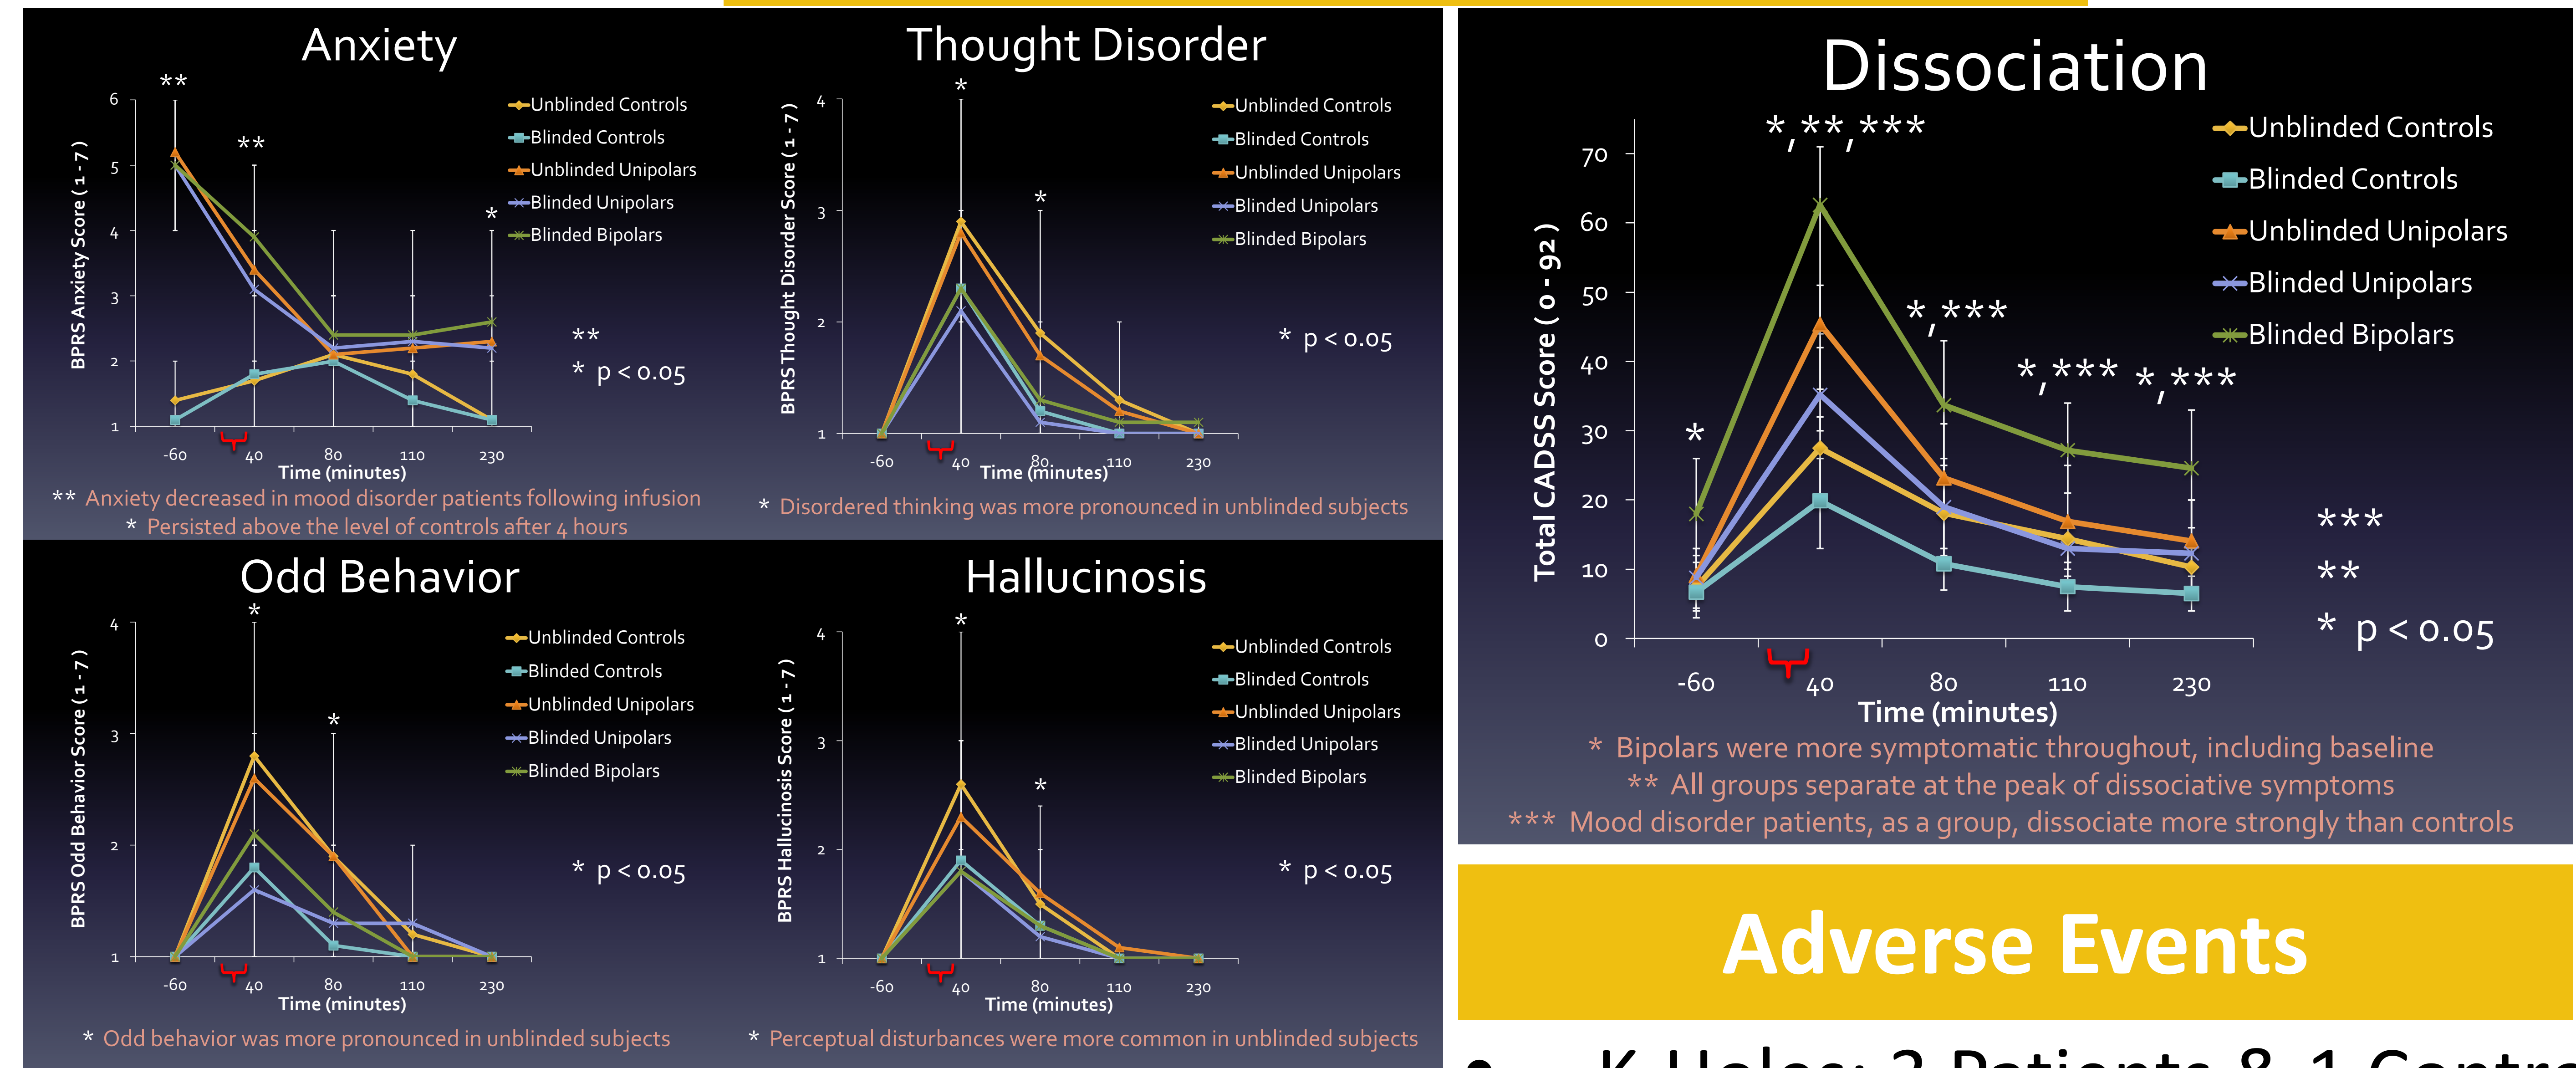 Anxiety
**
**
*
6
5
4
3
2
1
BPRS Anxiety Score ( 1 - 7 )
Unblinded Controls
Blinded Controls
Unblinded Unipolars
Blinded Unipolars
Blinded Bipolars
**
* p < 0.05
-60 40 80 110 230
Time (minutes)
** Anxiety decreased in mood disorder patients following infusion
* Persisted above the level of controls after 4 hours
Thought Disorder
*
*
4
3
2
1
BPRS Thought Disorder Score ( 1 - 7 )
Unblinded Controls
Blinded Controls
Unblinded Unipolars
Blinded Unipolars
Blinded Bipolars
* p < 0.05
-60 40 80 110 230
Time (minutes)
* Disordered thinking was more pronounced in unblinded subjects
Odd Behavior
*
*
4
3
2
1
BPRS Odd Behavior Score ( 1 - 7 )
Unblinded Controls
Blinded Controls
Unblinded Unipolars
Blinded Unipolars
Blinded Bipolars
* p < 0.05
-60 40 80 110 230
Time (minutes)
* Odd behavior was more pronounced in unblinded subjects
Hallucinosis
*
*
4
3
2
1
BPRS Hallucinosis Score ( 1 - 7 )
Unblinded Controls
Blinded Controls
Unblinded Unipolars
Blinded Unipolars
Blinded Bipolars
* p < 0.05
-60 40 80 110 230
Time (minutes)
* Perceptual disturbances were more common in unblinded subjects
Dissociation
*,**,***
*,***
*,*** *,***
*
70
60
50
40
30
20
10
0
Total CADSS Score ( 0 - 92 )
Unblinded Controls
Blinded Controls
Unblinded Unipolars
Blinded Unipolars
Blinded Bipolars
***
**
* p < 0.05
-60 40 80 110 230
Time (minutes)
* Bipolars were more symptomatic throughout, including baseline
** All groups separate at the peak of dissociative symptoms
*** Mood disorder patients, as a group, dissociate more strongly than controls
Adverse Events